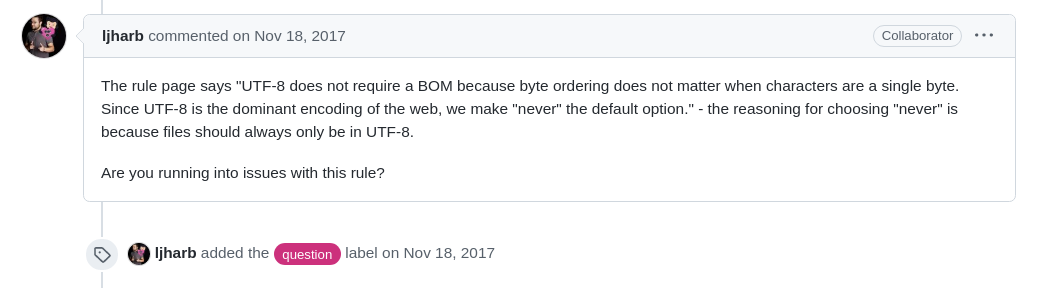 ljharb commented on Nov 18, 2017
Collaborator
The rule page says "UTF-8 does not require a BOM because byte ordering does not matter when characters are a single byte.
Since UTF-8 is the dominant encoding of the web, we make "never" the default option." - the reasoning for choosing "never" is
because files should always only be in UTF-8.
Are you running into issues with this rule?
ljharb added the question label on Nov 18, 2017